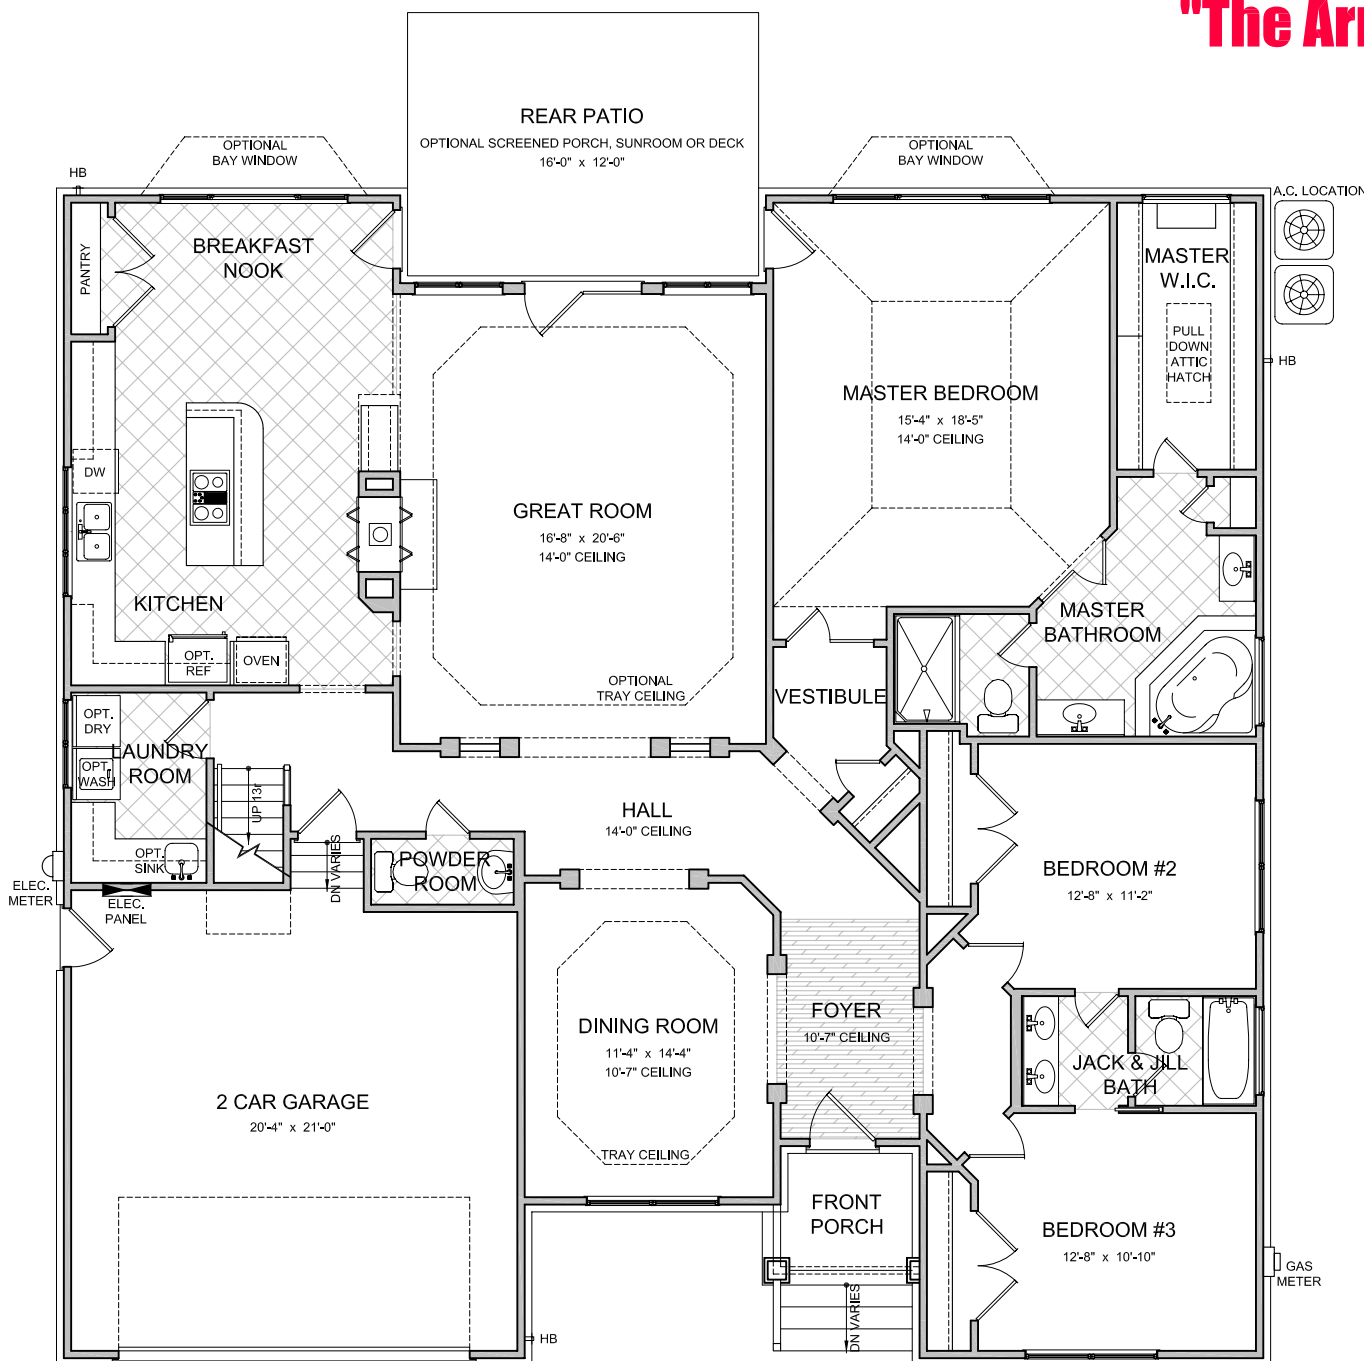 "The Arr
REAR PATIO
OPTIONAL SCREENED PORCH, SUNROOM OR DECK
16'-0" x 12'-0"
OPTIONAL
BAY WINDOW
OPTIONAL
BAY WINDOW
HB
A.C. LOCATION
BREAKFAST
NOOK
PANTRY
MASTER
W.I.C.
PULL
DOWN
ATTIC
HATCH
HB
MASTER BEDROOM
15'-4" x 18'-5"
14'-0" CEILING
DW
GREAT ROOM
16'-8" x 20'-6"
14'-0" CEILING
KITCHEN
MASTER
BATHROOM
OPT.
REF
OVEN
OPTIONAL
TRAY CEILING
VESTIBULE
OPT.
DRY
LAUNDRY
ROOM
OPT.
WASH
UP 13r
HALL
14'-0" CEILING
OPT.
SINK
DN VARIES
POWDER
ROOM
BEDROOM #2
12'-8" x 11'-2"
ELEC.
METER
ELEC.
PANEL
FOYER
10'-7" CEILING
DINING ROOM
11'-4" x 14'-4"
10'-7" CEILING
JACK & JILL
BATH
2 CAR GARAGE
20'-4" x 21'-0"
TRAY CEILING
FRONT
PORCH
BEDROOM #3
12'-8" x 10'-10"
GAS
METER
DN VARIES
HB